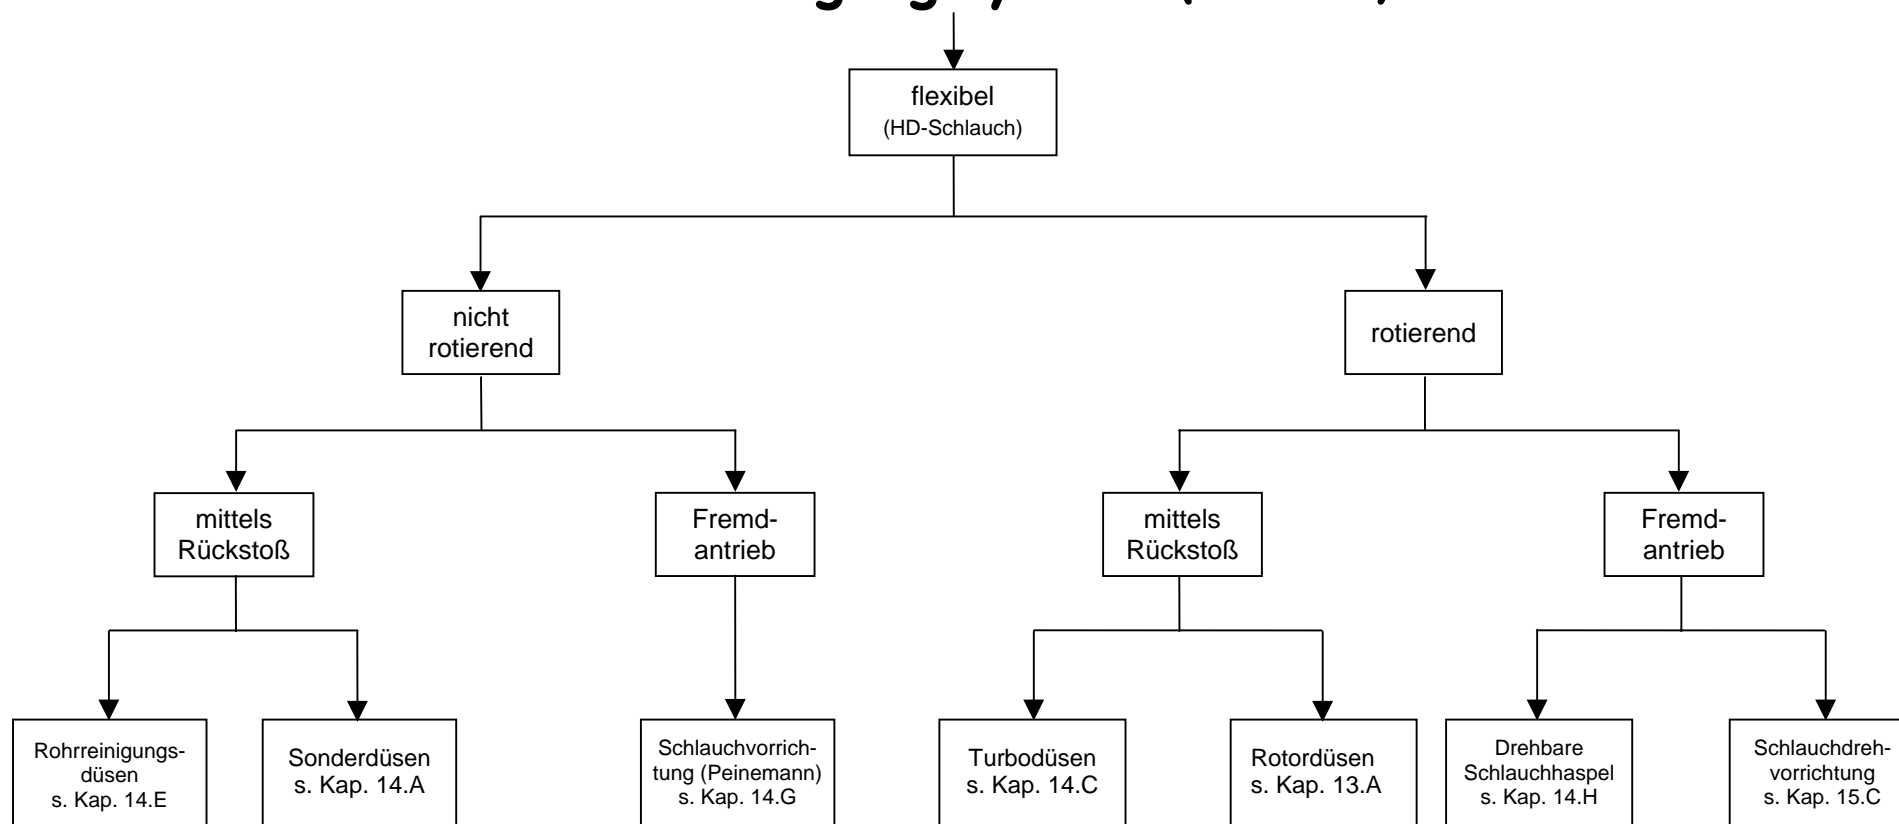 flexibel
(HD-Schlauch)
nicht
rotierend
rotierend
mittels
Rückstoß
Fremd-
antrieb
mittels
Rückstoß
Fremd-
antrieb
Rohrreinigungs-
düsen
s. Kap. 14.E
Sonderdüsen
s. Kap. 14.A
Schlauchvorrich-
tung (Peinemann)
s. Kap. 14.G
Turbodüsen
s. Kap. 14.C
Rotordüsen
s. Kap. 13.A
Drehbare
Schlauchhaspel
s. Kap. 14.H
Schlauchdreh-
vorrichtung
s. Kap. 15.C